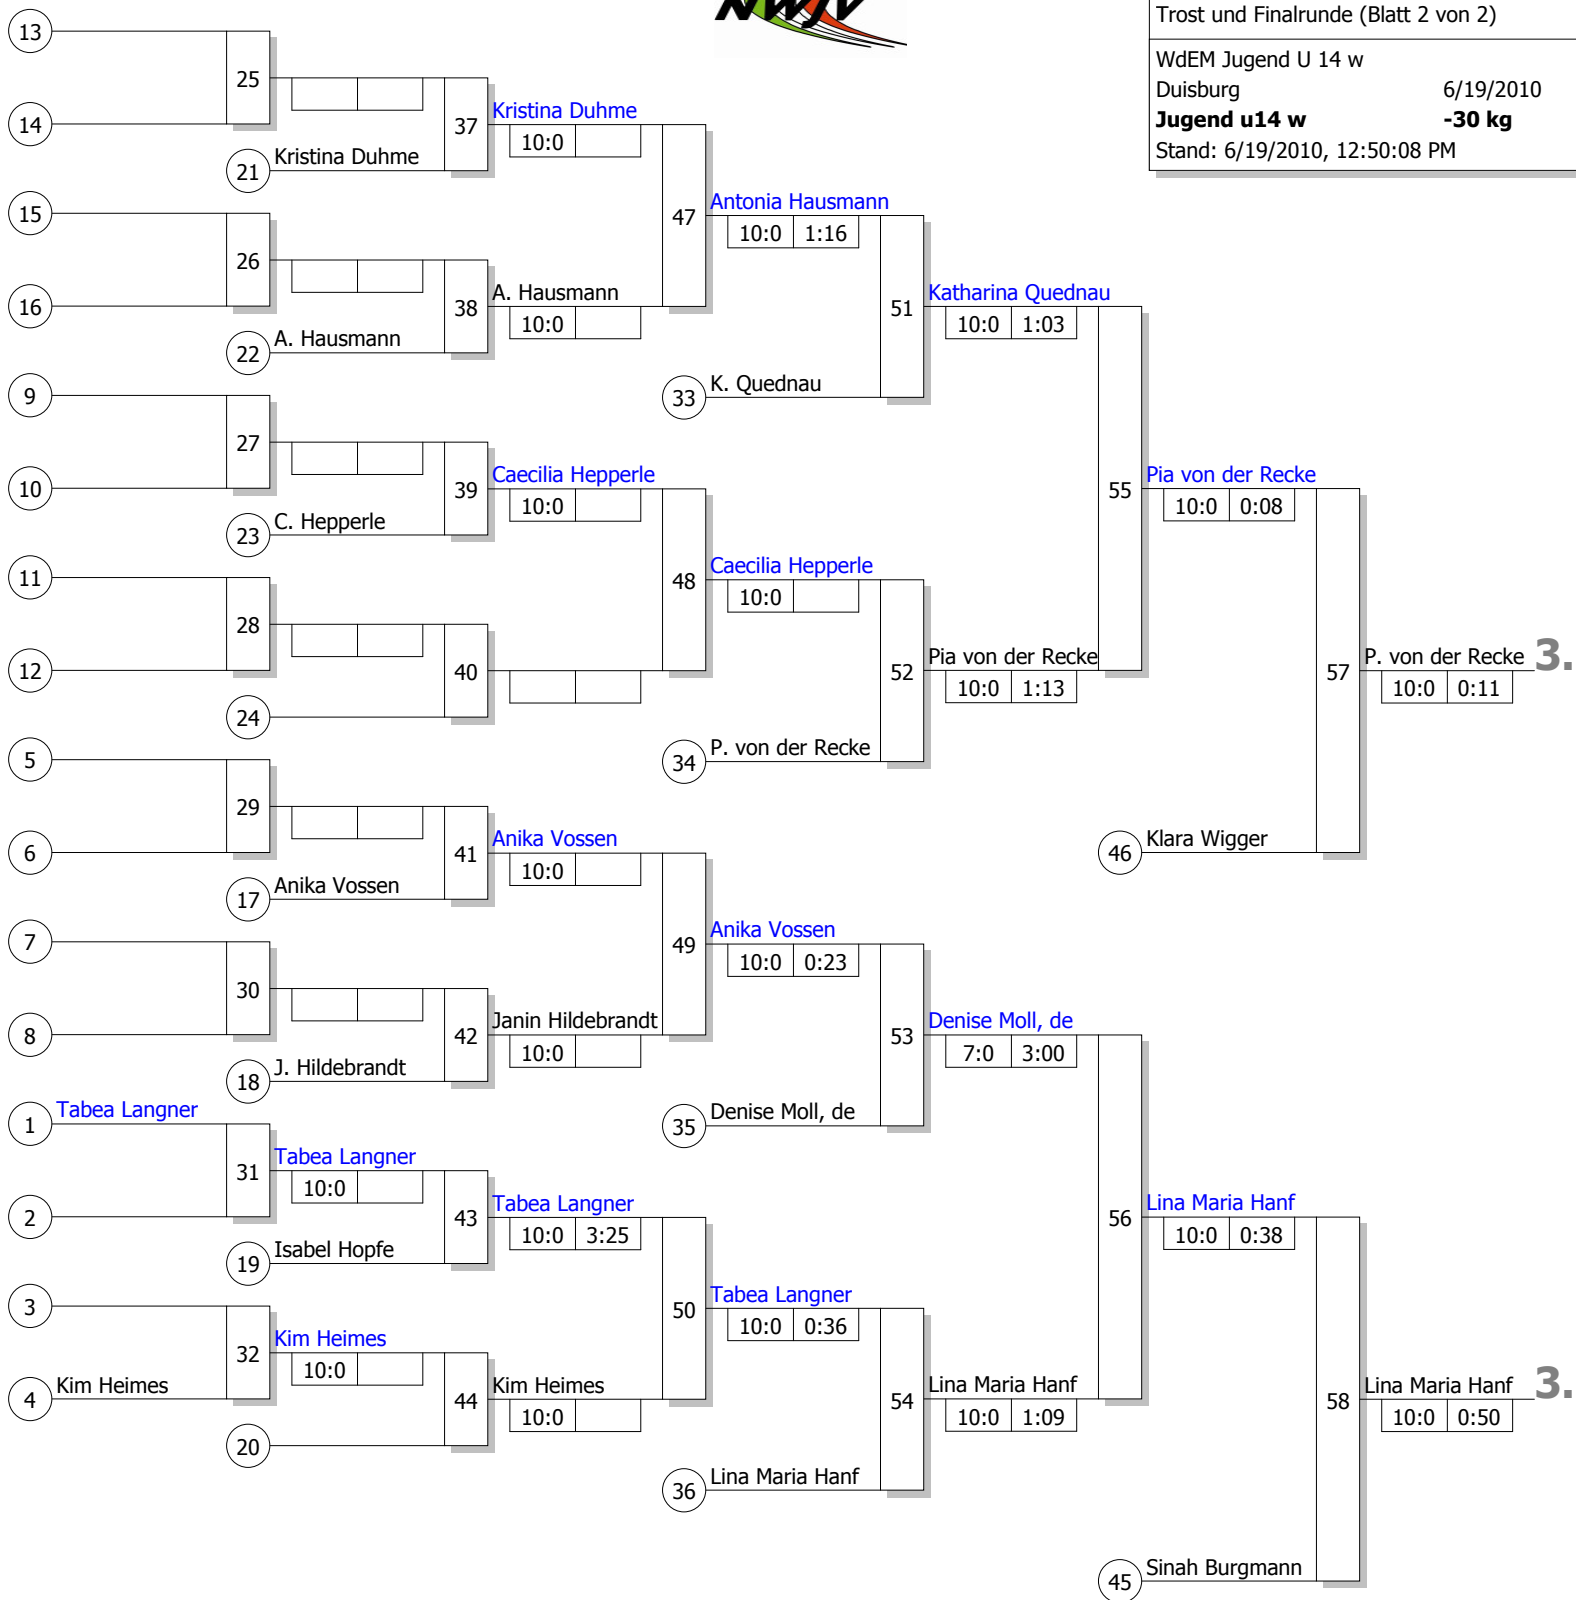 NWJV
Trost und Finalrunde (Blatt 2 von 2)
WdEM Jugend U 14 w
Duisburg 6/19/2010
Jugend u14 w -30 kg
Stand: 6/19/2010, 12:50:08 PM
13
25
14
37
Kristina Duhme
10:0
21 Kristina Duhme
15
47
Antonia Hausmann
10:0 1:16
26
16
38
A. Hausmann
10:0
22 A. Hausmann
51
Katharina Quednau
10:0 1:03
33 K. Quednau
9
27
10
39
Caecilia Hepperle
10:0
23 C. Hepperle
55
Pia von der Recke
10:0 0:08
11
48
Caecilia Hepperle
10:0
28
12
40
24
52
Pia von der Recke
10:0 1:13
34 P. von der Recke
57
P. von der Recke 3.
10:0 0:11
5
29
6
41
Anika Vossen
10:0
17 Anika Vossen
46 Klara Wigger
7
49
Anika Vossen
10:0 0:23
30
8
42
Janin Hildebrandt
10:0
18 J. Hildebrandt
53
Denise Moll, de
7:0 3:00
35 Denise Moll, de
1 Tabea Langner
31
Tabea Langner
10:0
2
43
Tabea Langner
10:0 3:25
19 Isabel Hopfe
56
Lina Maria Hanf
10:0 0:38
3
50
Tabea Langner
10:0 0:36
32
Kim Heimes
10:0
4 Kim Heimes
44
Kim Heimes
10:0
20
54
Lina Maria Hanf
10:0 1:09
36 Lina Maria Hanf
58
Lina Maria Hanf 3.
10:0 0:50
45 Sinah Burgmann